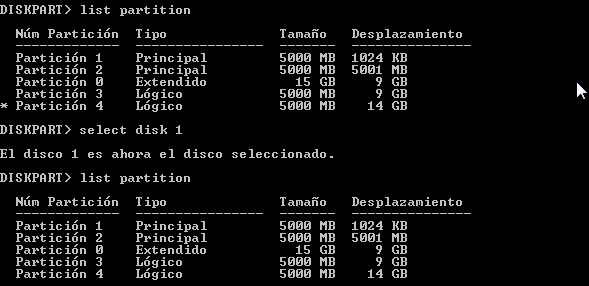 DISKPART> list partition
Núm Partición  Tipo              Tamaño   Desplazamiento
-------------  ----------------  -------  ---------------
Partición 1    Principal         5000 MB  1024 KB
Partición 2    Principal         5000 MB  5001 MB
Partición 0    Extendido           15 GB     9 GB
Partición 3    Lógico            5000 MB     9 GB
* Partición 4    Lógico            5000 MB    14 GB
DISKPART> select disk 1
El disco 1 es ahora el disco seleccionado.
DISKPART> list partition
Núm Partición  Tipo              Tamaño   Desplazamiento
-------------  ----------------  -------  ---------------
Partición 1    Principal         5000 MB  1024 KB
Partición 2    Principal         5000 MB  5001 MB
Partición 0    Extendido           15 GB     9 GB
Partición 3    Lógico            5000 MB     9 GB
Partición 4    Lógico            5000 MB    14 GB